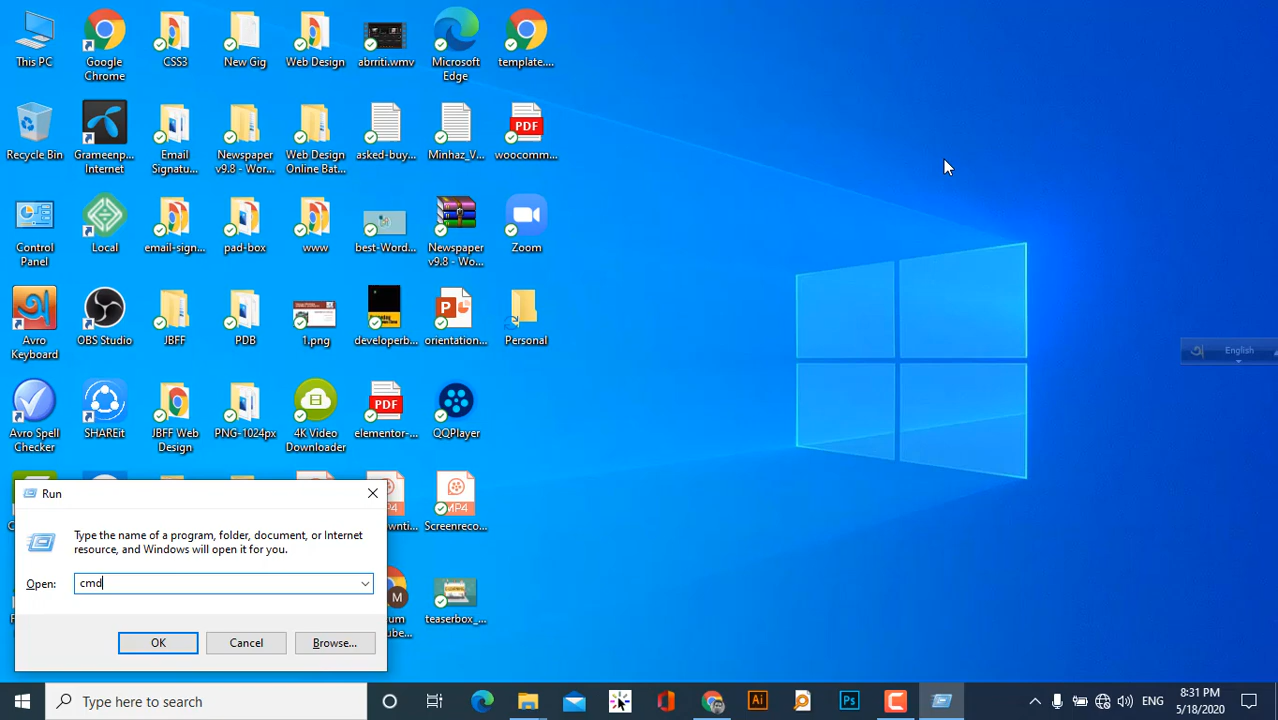 This PC
Google
Chrome
CSS3
New Gig
Web Design
abrriti.wmv
Microsoft
Edge
template....
Recycle Bin
Grameenp...
Internet
Email
Signatu...
Newspaper
v9.8 - Wor...
Web Design
Online Bat...
asked-buy...
Minhaz_V...
PDF
woocomm...
Control
Panel
Local
email-sign...
pad-box
www
best-Word...
Newspaper
v9.8 - Wo...
Zoom
Avro
Keyboard
OBS Studio
JBFF
PDB
1.png
developerb...
orientation...
Personal
English
Avro Spell
Checker
SHAREit
JBFF Web
Design
PNG-1024px
4K Video
Downloader
PDF
elementor-...
QQPlayer
MP4
Screenreco...
M
teaserbox_...
Run
Type the name of a program, folder, document, or Internet
resource, and Windows will open it for you.
Open:
cmd
OK
Cancel
Browse...
Type here to search
Ai
Ps
ENG
8:31 PM
5/18/2020